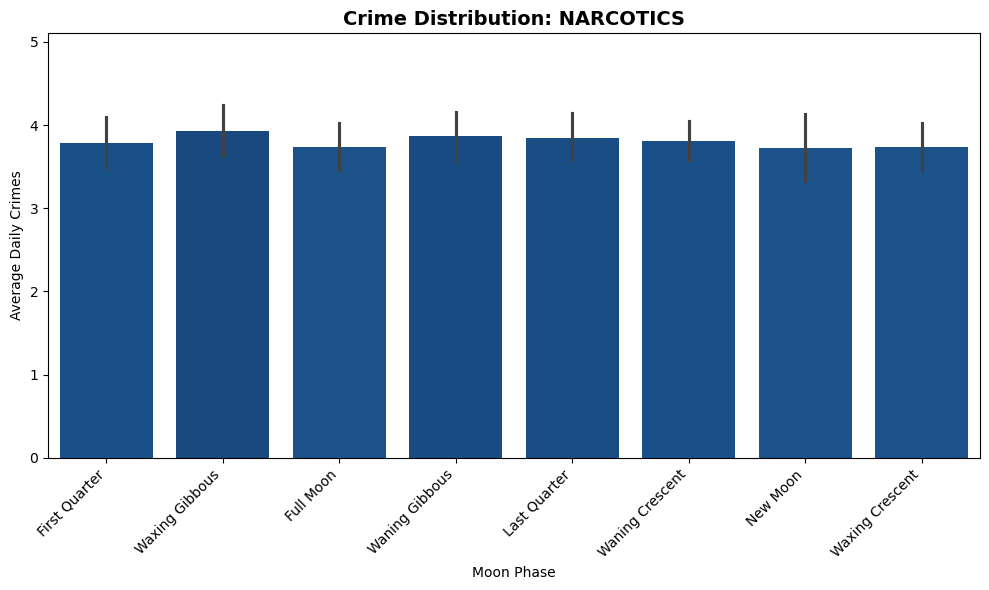 Crime Distribution: NARCOTICS
Average Daily Crimes
5
4
3
2
1
0
First Quarter
Waxing Gibbous
Full Moon
Waning Gibbous
Last Quarter
Waning Crescent
New Moon
Waxing Crescent
Moon Phase